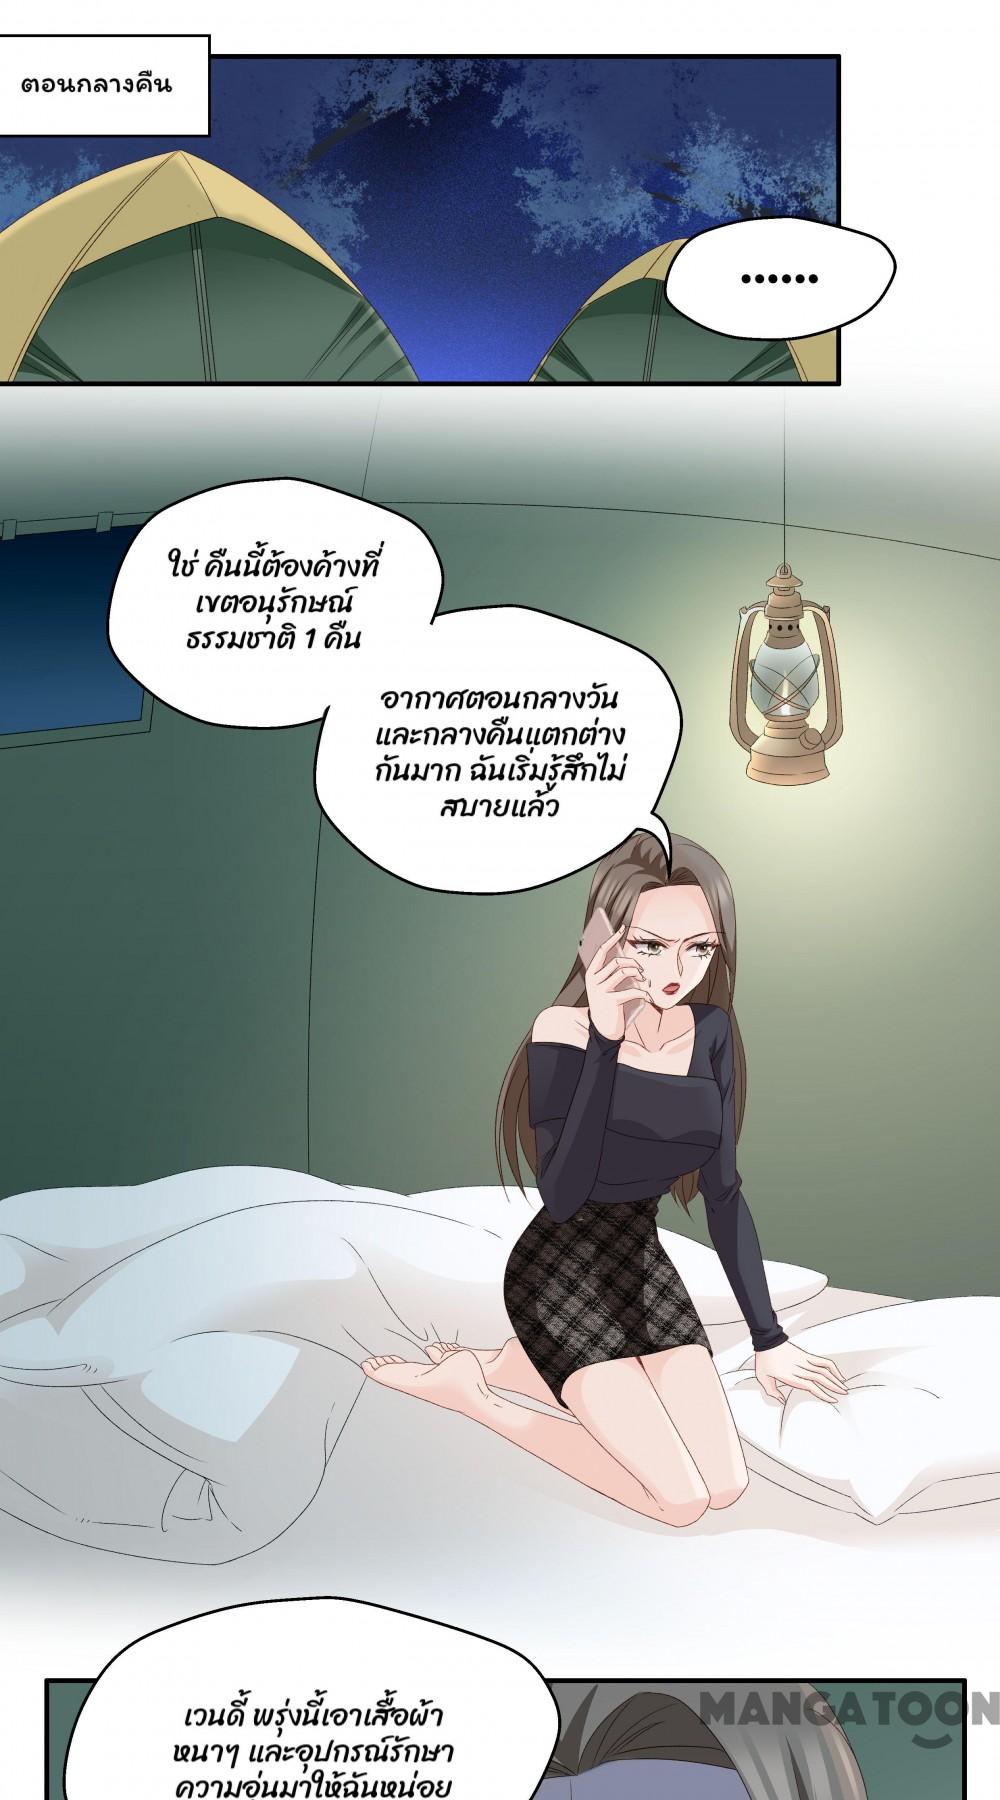 ตอนกลางคืน
••••••
ใช่ คืนนี้ต้องค้างที่
เขตอนุรักษณ์
ธรรมชาติ 1 คืน
อากาศตอนกลางวัน
และกลางคืนแตกต่าง
กันมาก ฉันเริ่มรู้สึกไม่
สบายแล้ว
เวนดี้ พรุ่งนี้เอาเสื้อผ้า
หนาๆ และอุปกรณ์รักษา
ความอุ่นมาให้ฉันหน่อย
MANGATOON